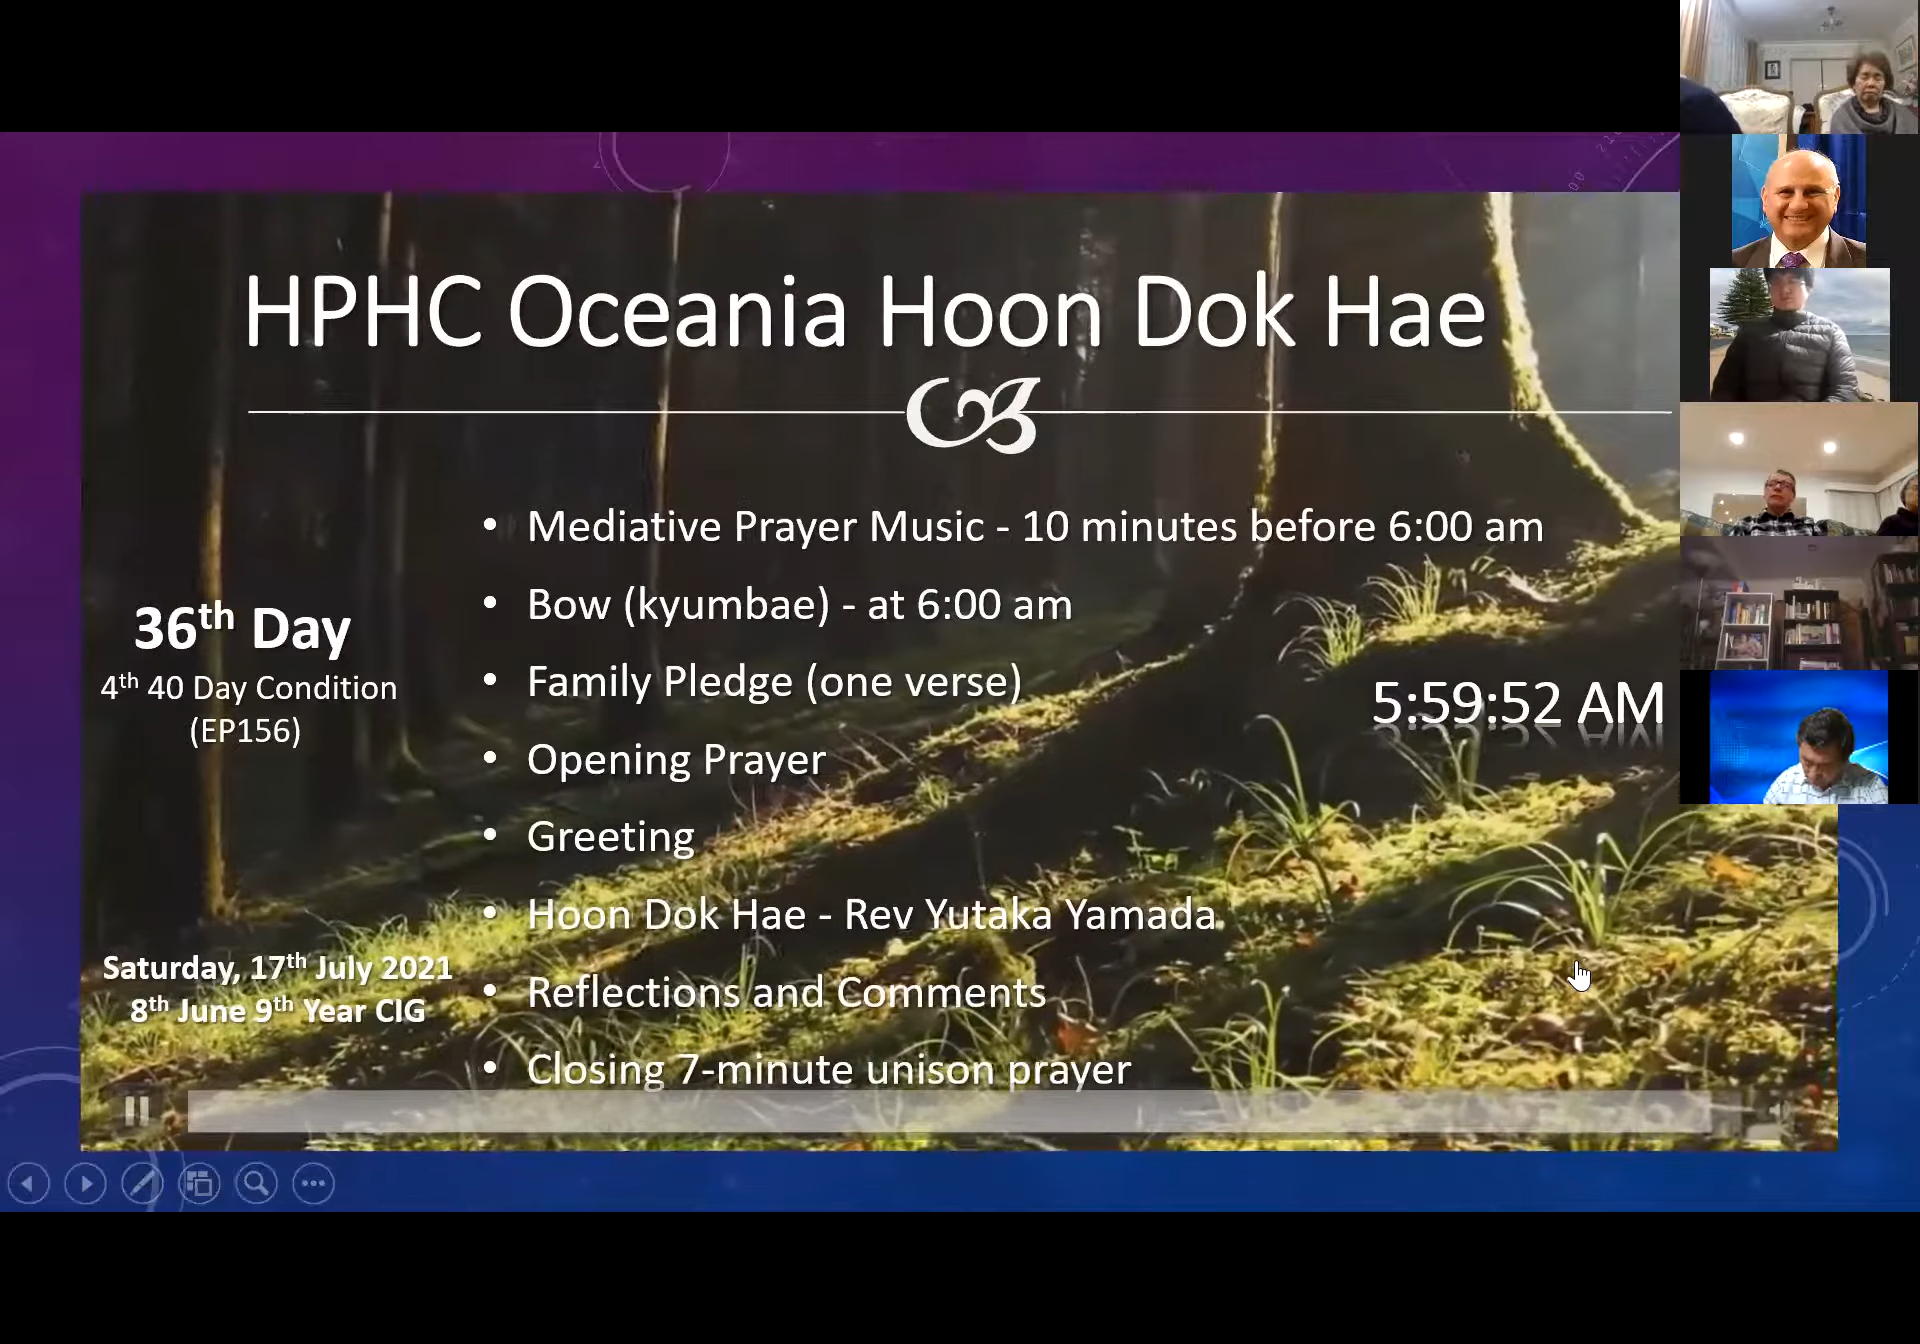 HPHC Oceania Hoon Dok Hae
• Mediative Prayer Music - 10 minutes before 6:00 am
• Bow (kyumbae) - at 6:00 am
• Family Pledge (one verse)
• Opening Prayer
• Greeting
• Hoon Dok Hae - Rev Yutaka Yamada
• Reflections and Comments
• Closing 7-minute unison prayer
36th Day
4th 40 Day Condition
(EP156)
Saturday, 17th July 2021
8th June 9th Year CIG
5:59:52 AM